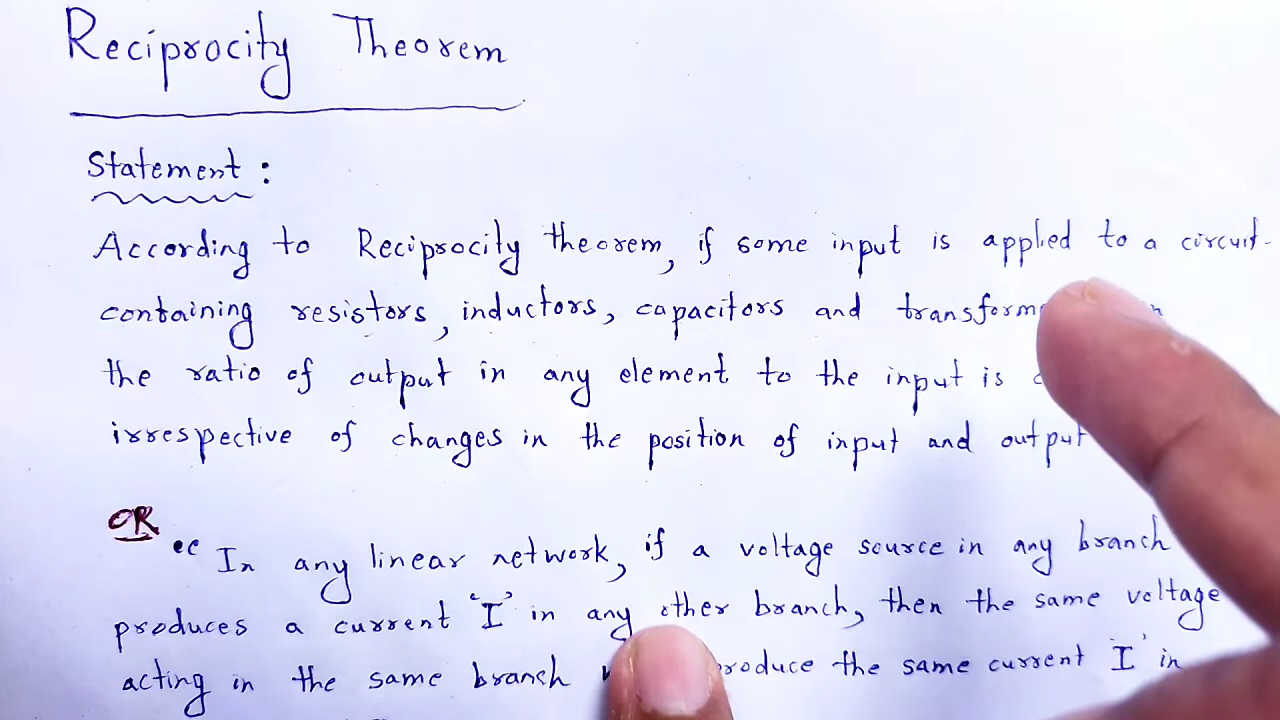 Reciprocity Theorem
Statement :
According to Reciprocity theorem, if some input is applied to a circuit-
containing resistors, inductors, capacitors and
the ratio of output in any element to the input is
irrespective of changes in the position of input and output
OR
" In any linear network, if a voltage source in any branch
produces a current 'I' in any other branch, then the same voltage
acting in the same branch the same current I' in